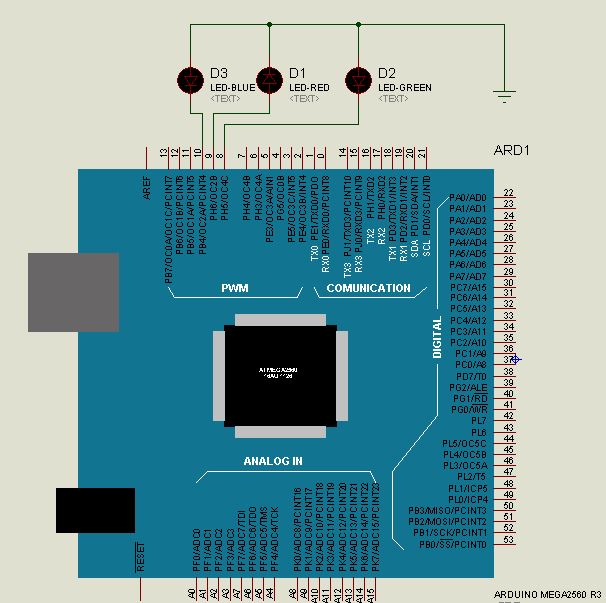 D3
LED-BLUE
<TEXT>
D1
LED-RED
<TEXT>
D2
LED-GREEN
<TEXT>
ARD1
AREF
13
12
11
10
9
8
7
6
5
4
3
2
1
0
14
15
16
17
18
19
20
21
PB7/OC0A/OC1C/PCINT7
PB6/OC1B/PCINT6
PB5/OC1A/PCINT5
PB4/OC2A/PCINT4
PH6/OC2B
PH5/OC4C
PH4/OC4B
PH3/OC4A
PE3/OC3A/AIN1
PG5/OC0B
PE5/OC3C/INT5
PE4/OC3B/INT4
TX0 PE1/TXD0/PDO
RX0 PE0/RXD0/PCINT8
TX3 PJ1/TXD3/PCINT10
RX3 PJ0/RXD3/PCINT9
TX2 PH1/TXD2
RX2 PH0/RXD2
TX1 PD3/TXD1/INT3
RX1 PD2/RXD1/INT2
SDA PD1/SDA/INT1
SCL PD0/SCL/INT0
PWM
COMUNICATION
DIGITAL
PA0/AD0 22
PA1/AD1 23
PA2/AD2 24
PA3/AD3 25
PA4/AD4 26
PA5/AD5 27
PA6/AD6 28
PA7/AD7 29
PC7/A15 30
PC6/A14 31
PC5/A13 32
PC4/A12 33
PC3/A11 34
PC2/A10 35
PC1/A9 36
PC0/A8 37
PD7/T0 38
PG2/ALE 39
PG1/RD 40
PG0/WR 41
PL7 42
PL6 43
PL5/OC5C 44
PL4/OC5B 45
PL3/OC5A 46
PL2/T5 47
PL1/ICP5 48
PL0/ICP4 49
PB3/MISO/PCINT3 50
PB2/MOSI/PCINT2 51
PB1/SCK/PCINT1 52
PB0/SS/PCINT0 53
ATMEGA2560
ANALOG IN
RESET
PF0/ADC0
PF1/ADC1
PF2/ADC2
PF3/ADC3
PF7/ADC7/TDI
PF6/ADC6/TDO
PF5/ADC5/TMS
PF4/ADC4/TCK
PK0/ADC8/PCINT16
PK1/ADC9/PCINT17
PK2/ADC10/PCINT18
PK3/ADC11/PCINT19
PK4/ADC12/PCINT20
PK5/ADC13/PCINT21
PK6/ADC14/PCINT22
PK7/ADC15/PCINT23
A0
A1
A2
A3
A7
A6
A5
A4
A8
A9
A10
A11
A12
A13
A14
A15
ARDUINO MEGA2560 R3